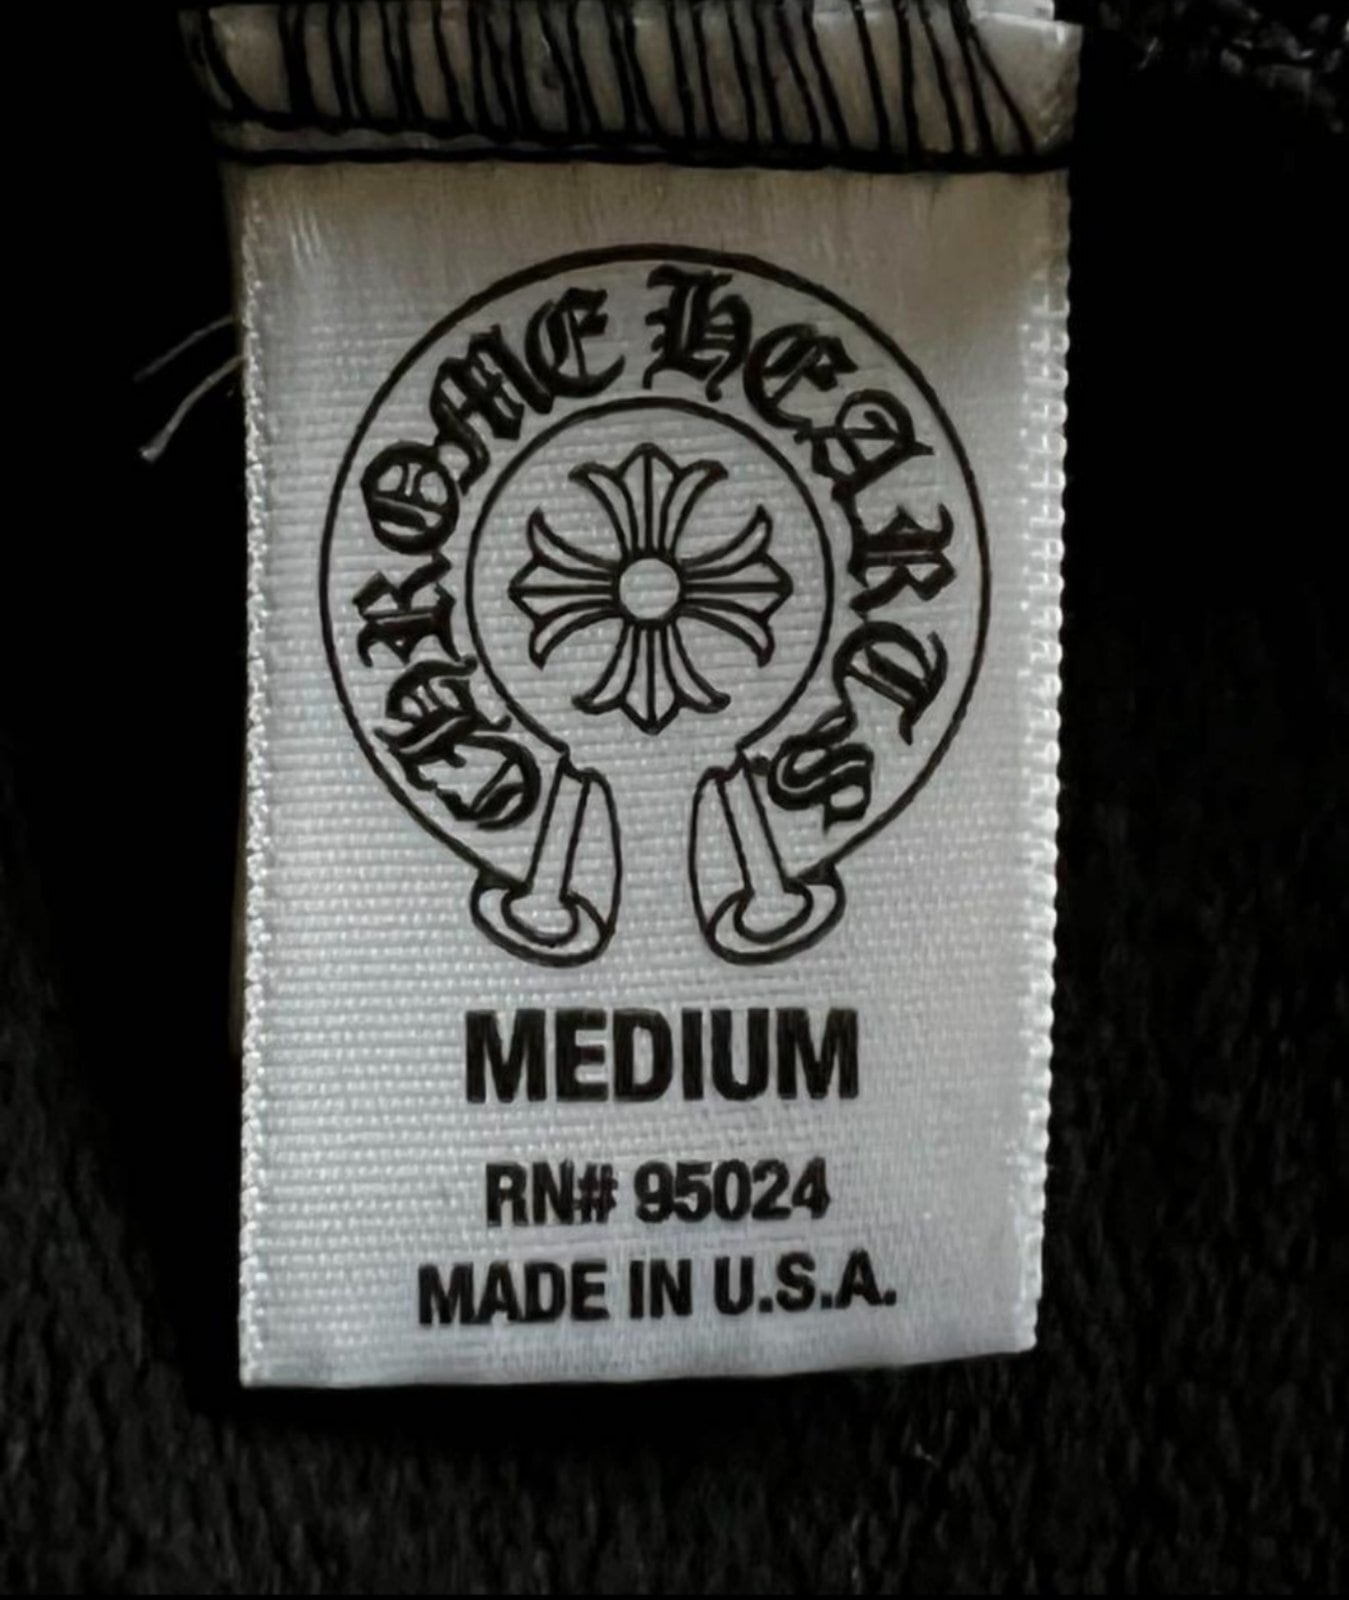 CHROME HEARTS
MEDIUM
RN# 95024
MADE IN U.S.A.